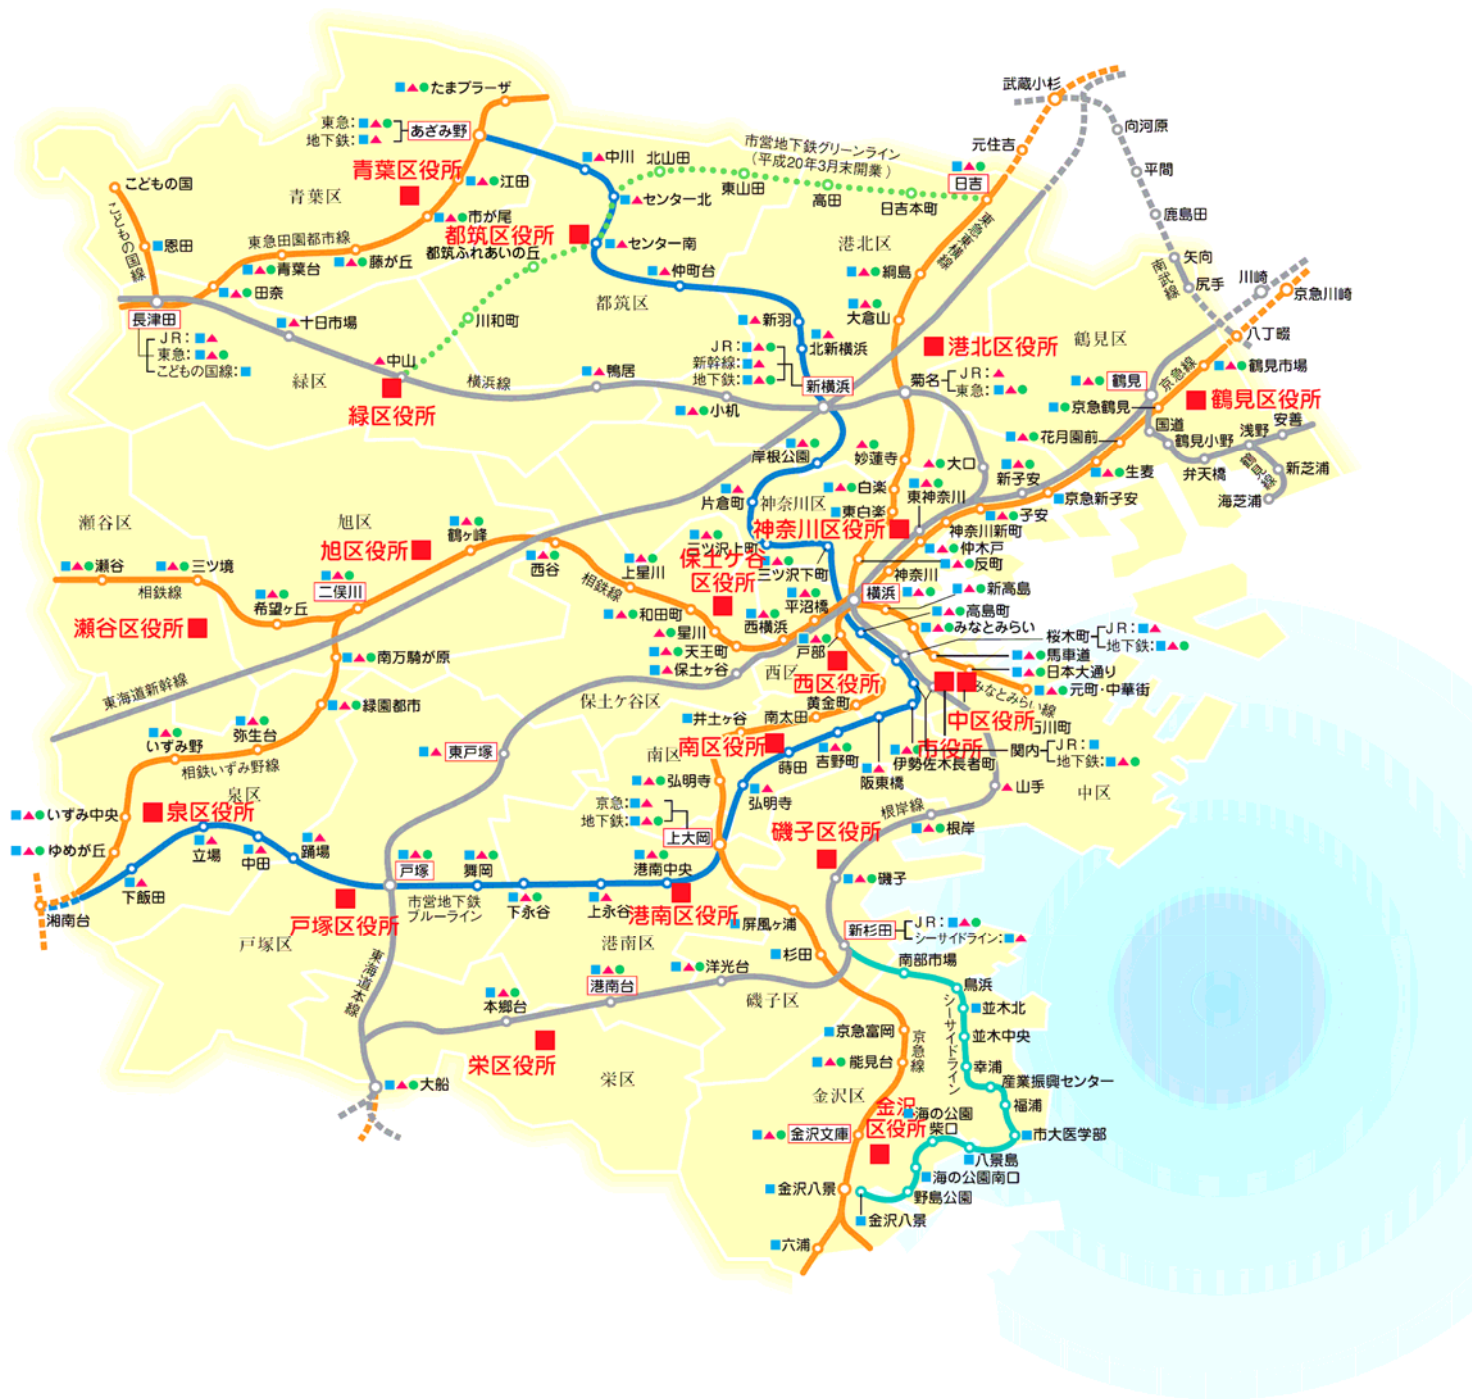 武蔵小杉
たまプラーザ
東急:
地下鉄:
あざみ野
向河原
市営地下鉄グリーンライン
(平成20年3月末開業)
元住吉
中川
北山田
平間
青葉区役所
こどもの国
江田
東山田
高田
日吉
青葉区
センター北
日吉本町
市が尾
鹿島田
都筑区役所
東急東横線
こどもの国線
恩田
東急田園都市線
都筑ふれあいの丘
センター南
港北区
矢向
青葉台
藤が丘
仲町台
綱島
南武線
川崎
尻手
京急川崎
田奈
都筑区
大倉山
長津田
川和町
新羽
十日市場
八丁畷
JR:
東急:
こどもの国線:
北新横浜
港北区役所
鶴見区
JR:
新幹線:
地下鉄:
中山
緑区
横浜線
鴨居
新横浜
菊名
JR:
東急:
鶴見
京急線
鶴見市場
緑区役所
小机
京急鶴見
鶴見区役所
国道
花月園前
鶴見小野
浅野
安善
岸根公園
妙蓮寺
大口
新子安
生麦
弁天橋
鶴見線
新芝浦
片倉町
神奈川区
白楽
東神奈川
京急新子安
海芝浦
東白楽
瀬谷区
旭区
鶴ヶ峰
神奈川区役所
子安
神奈川新町
旭区役所
三ツ沢上町
仲木戸
西谷
保土ケ谷
区役所
三ツ沢下町
反町
瀬谷
三ツ境
上星川
神奈川
相鉄線
相鉄線
二俣川
平沼橋
横浜
新高島
希望ヶ丘
和田町
西横浜
高島町
みなとみらい
瀬谷区役所
星川
天王町
戸部
桜木町
JR:
地下鉄:
南万騎が原
保土ヶ谷
西区
馬車道
日本大通り
東海道新幹線
西区役所
みなとみらい線
元町・中華街
緑園都市
保土ケ谷区
黄金町
井土ヶ谷
南太田
中区役所
石川町
いずみ野
弥生台
南区役所
市役所
関内
JR:
地下鉄:
東戸塚
南区
蒔田
吉野町
阪東橋
伊勢佐木長者町
相鉄いずみ野線
泉区
弘明寺
弘明寺
山手
中区
泉区役所
京急:
地下鉄:
いずみ中央
根岸線
根岸
上大岡
磯子区役所
ゆめが丘
立場
中田
踊場
戸塚
舞岡
港南中央
磯子
下飯田
湘南台
市営地下鉄
ブルーライン
下永谷
上永谷
港南区役所
戸塚区役所
屏風ヶ浦
新杉田
JR:
シーサイドライン:
戸塚区
港南区
杉田
南部市場
東海道本線
港南台
洋光台
鳥浜
本郷台
磯子区
シーサイドライン
並木北
京急富岡
並木中央
栄区役所
京急線
能見台
幸浦
栄区
産業振興センター
大船
金沢区
福浦
金沢
区役所
海の公園
柴口
金沢文庫
市大医学部
八景島
海の公園南口
金沢八景
野島公園
金沢八景
六浦